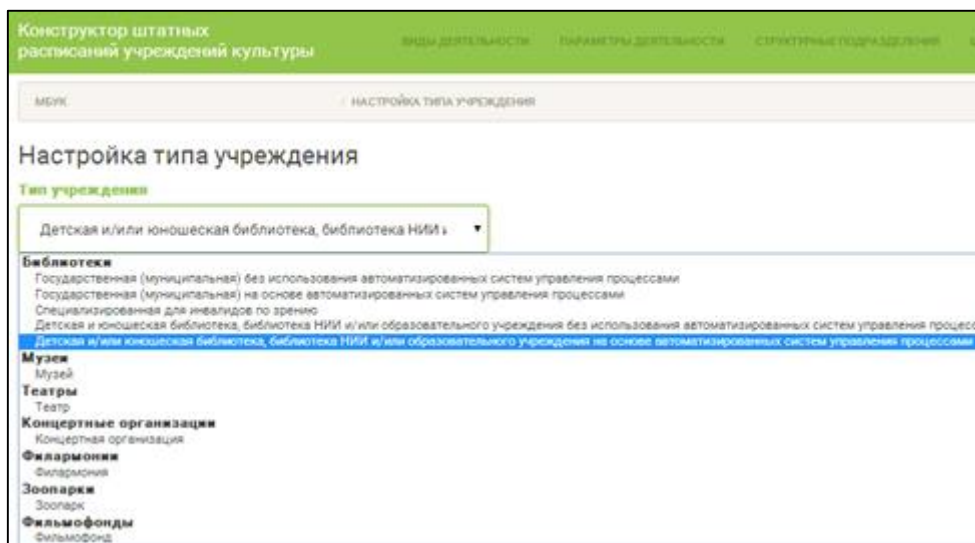 Конструктор штатных
расписаний учреждений культуры
ВИДЫ ДЕЯТЕЛЬНОСТИ ПАРАМЕТРЫ ДЕЯТЕЛЬНОСТИ СТРУКТУРНЫЕ ПОДРАЗДЕЛЕНИЯ
МБУК / НАСТРОЙКА ТИПА УЧРЕЖДЕНИЯ
Настройка типа учреждения
Тип учреждения
Детская и/или юношеская библиотека, библиотека НИИ и
Библиотеки
Государственная (муниципальная) без использования автоматизированных систем управления процессами
Государственная (муниципальная) на основе автоматизированных систем управления процессами
Специализированная для инвалидов по зрению
Детская и юношеская библиотека, библиотека НИИ и/или образовательного учреждения без использования автоматизированных систем управления процесс
Детская и/или юношеская библиотека, библиотека НИИ и/или образовательного учреждения на основе автоматизированных систем управления процессами
Музеи
Музей
Театры
Театр
Концертные организации
Концертная организация
Филармонии
Филармония
Зоопарки
Зоопарк
Фильмофонды
Фильмофонд